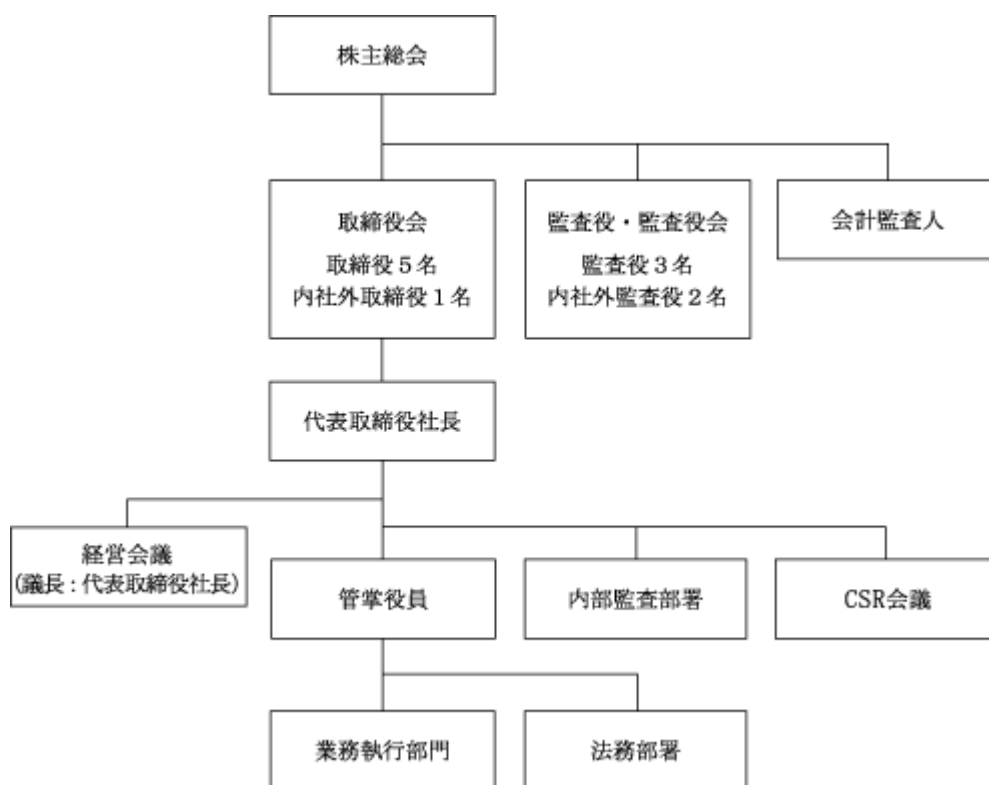 株主総会
取締役会
取締役５名
内社外取締役１名
監査役・監査役会
監査役３名
内社外監査役２名
会計監査人
代表取締役社長
経営会議
(議長：代表取締役社長)
管掌役員
内部監査部署
CSR会議
業務執行部門
法務部署